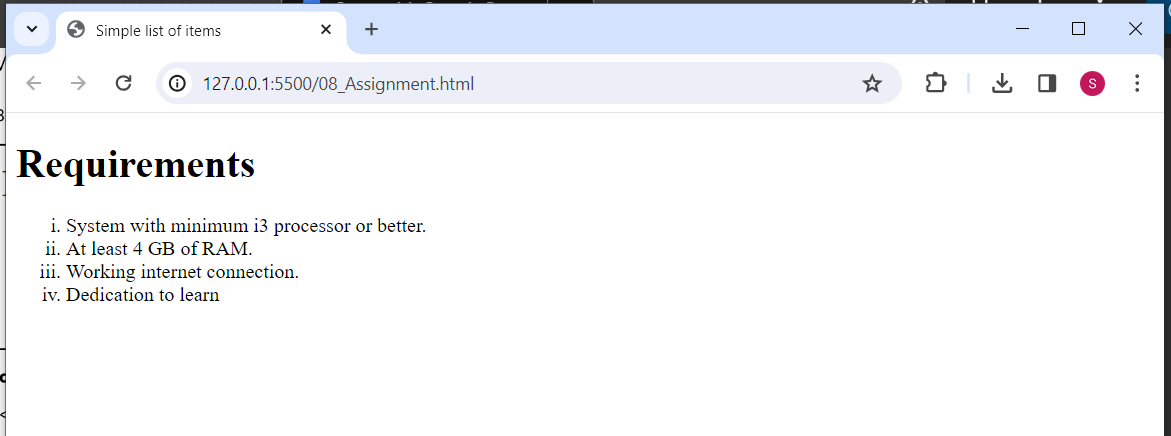 Simple list of items
127.0.0.1:5500/08_Assignment.html
S
Requirements
i. System with minimum i3 processor or better.
ii. At least 4 GB of RAM.
iii. Working internet connection.
iv. Dedication to learn